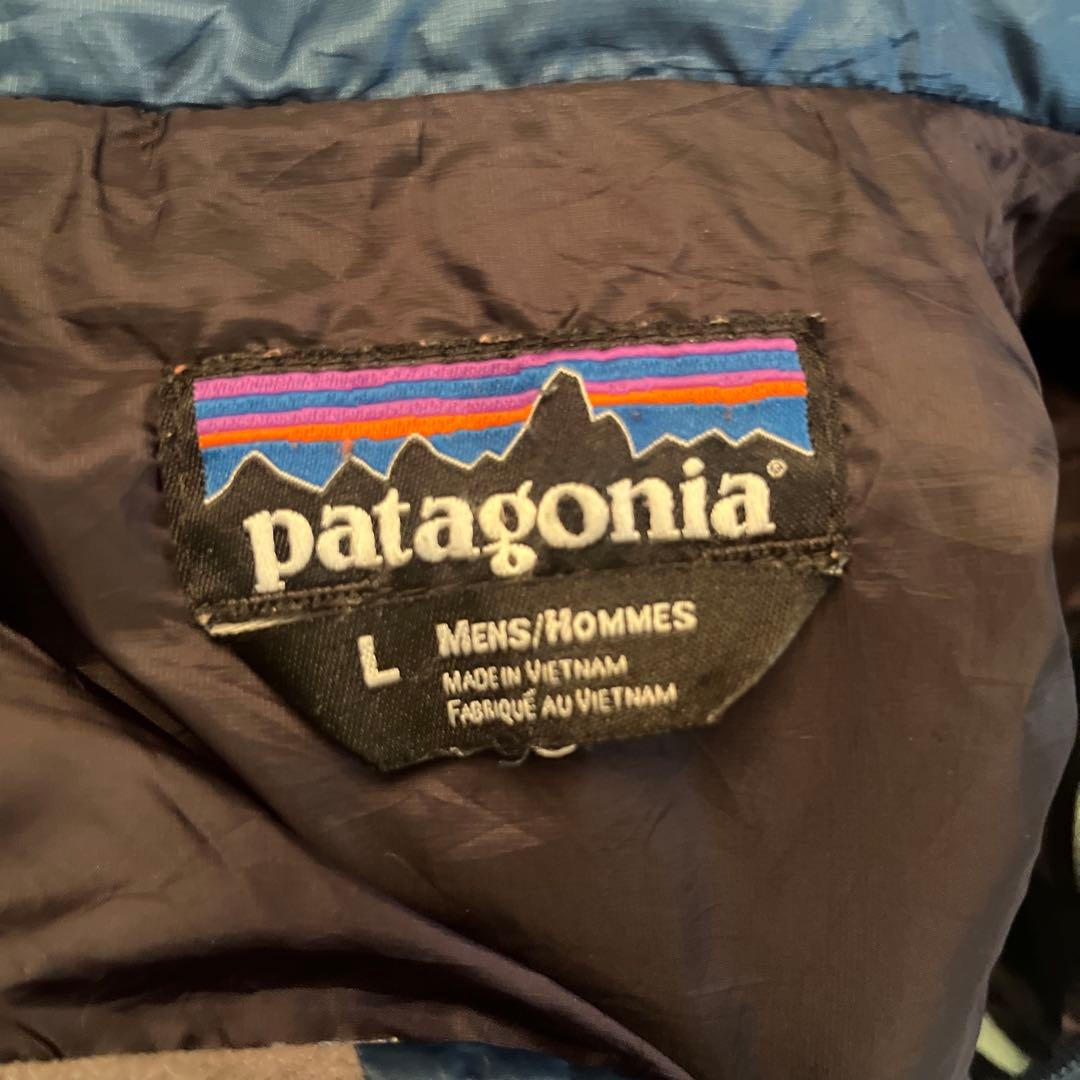 patagonia®
L
MENS/HOMMES
MADE IN VIETNAM
FABRIQUÉ AU VIETNAM